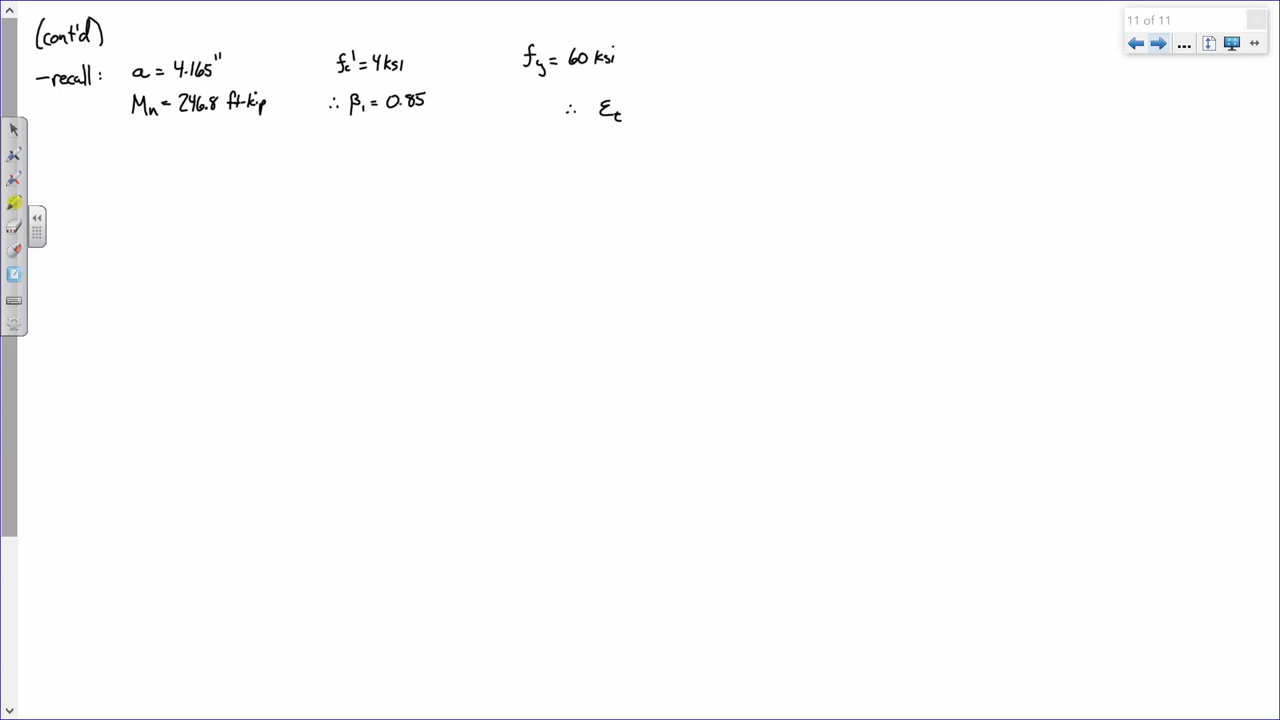 (cont'd)
-recall: a = 4.165" fc' = 4 ksi fy = 60 ksi
Mn = 246.8 ft-kip ∴ β1 = 0.85 ∴ εt
11 of 11